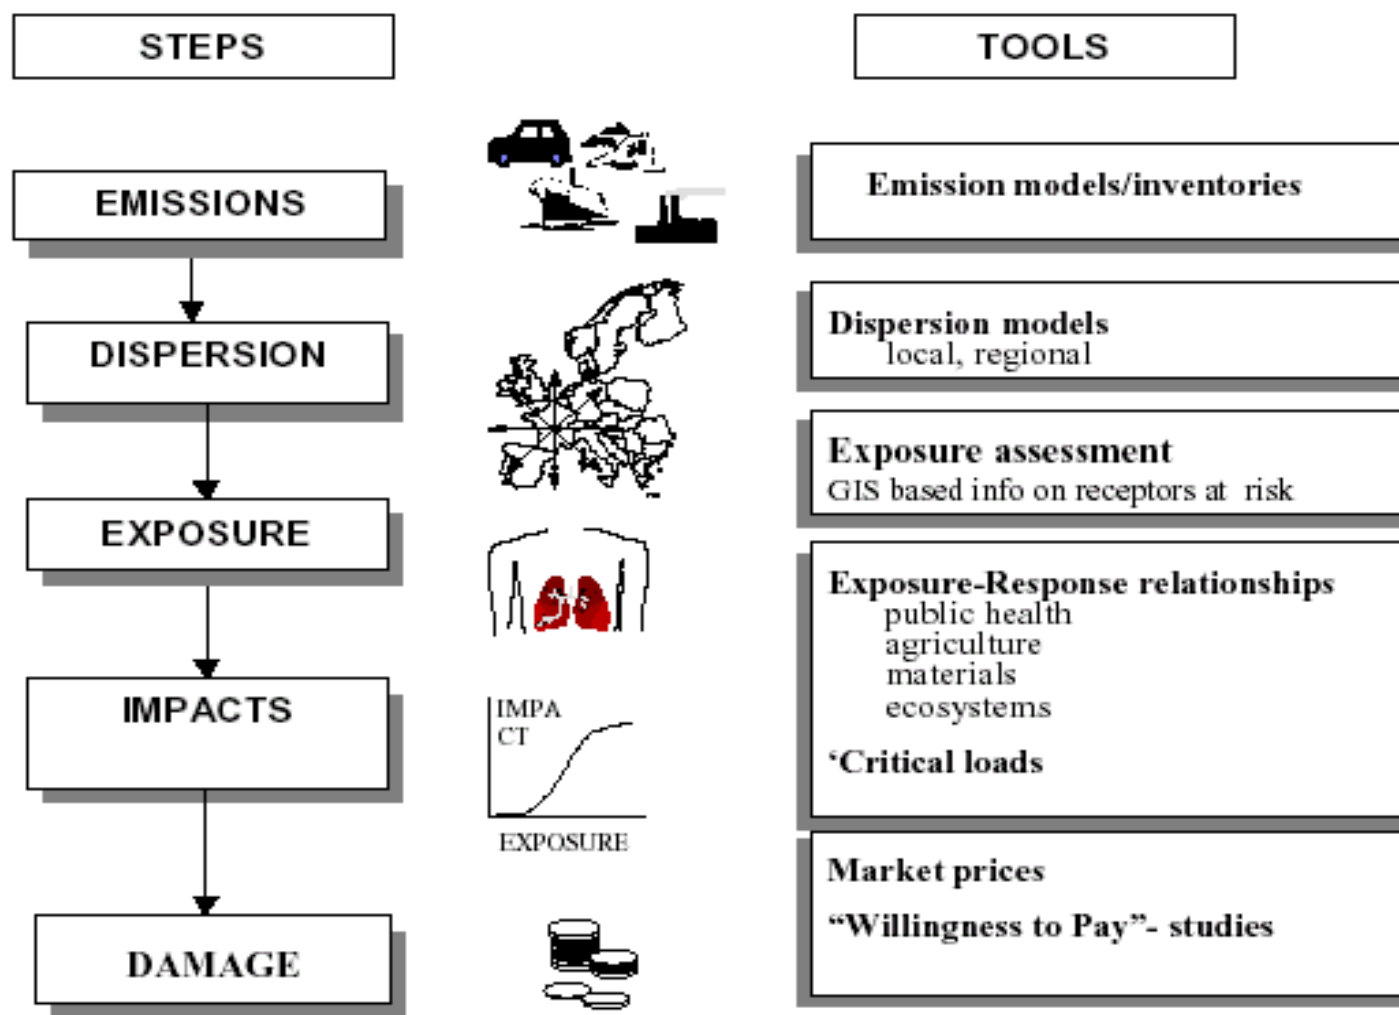 STEPS
TOOLS
EMISSIONS
Emission models/inventories
DISPERSION
Dispersion models
local, regional
EXPOSURE
Exposure assessment
GIS based info on receptors at risk
IMPACTS
IMPA
CT
EXPOSURE
Exposure-Response relationships
public health
agriculture
materials
ecosystems
‘Critical loads
DAMAGE
Market prices
“Willingness to Pay”- studies